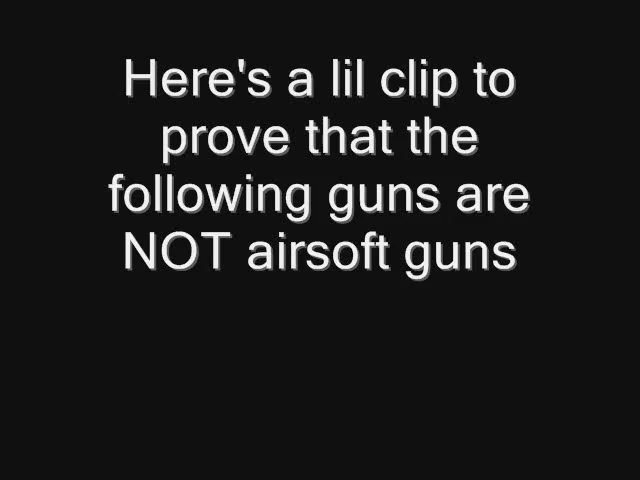 Here's a lil clip to
prove that the
following guns are
NOT airsoft guns